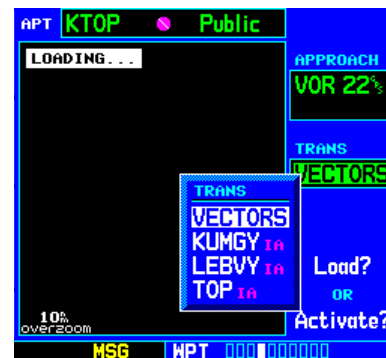 APT KTOP Public
LOADING...
APPROACH
VOR 22 GPS
TRANS
VECTORS
TRANS
VECTORS
KUMGY IA
LEBVY IA
TOP IA
Load?
OR
Activate?
10%
overzoom
MSG WPT